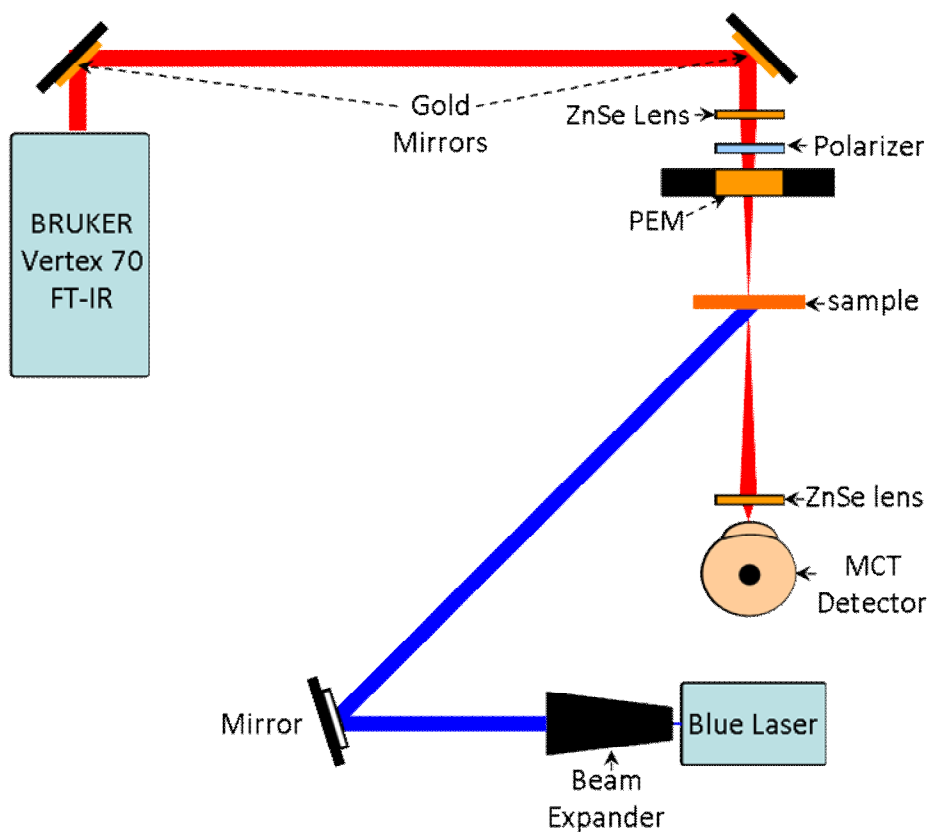 Gold
Mirrors
ZnSe Lens
Polarizer
PEM
BRUKER
Vertex 70
FT-IR
sample
ZnSe lens
MCT
Detector
Mirror
Blue Laser
Beam
Expander